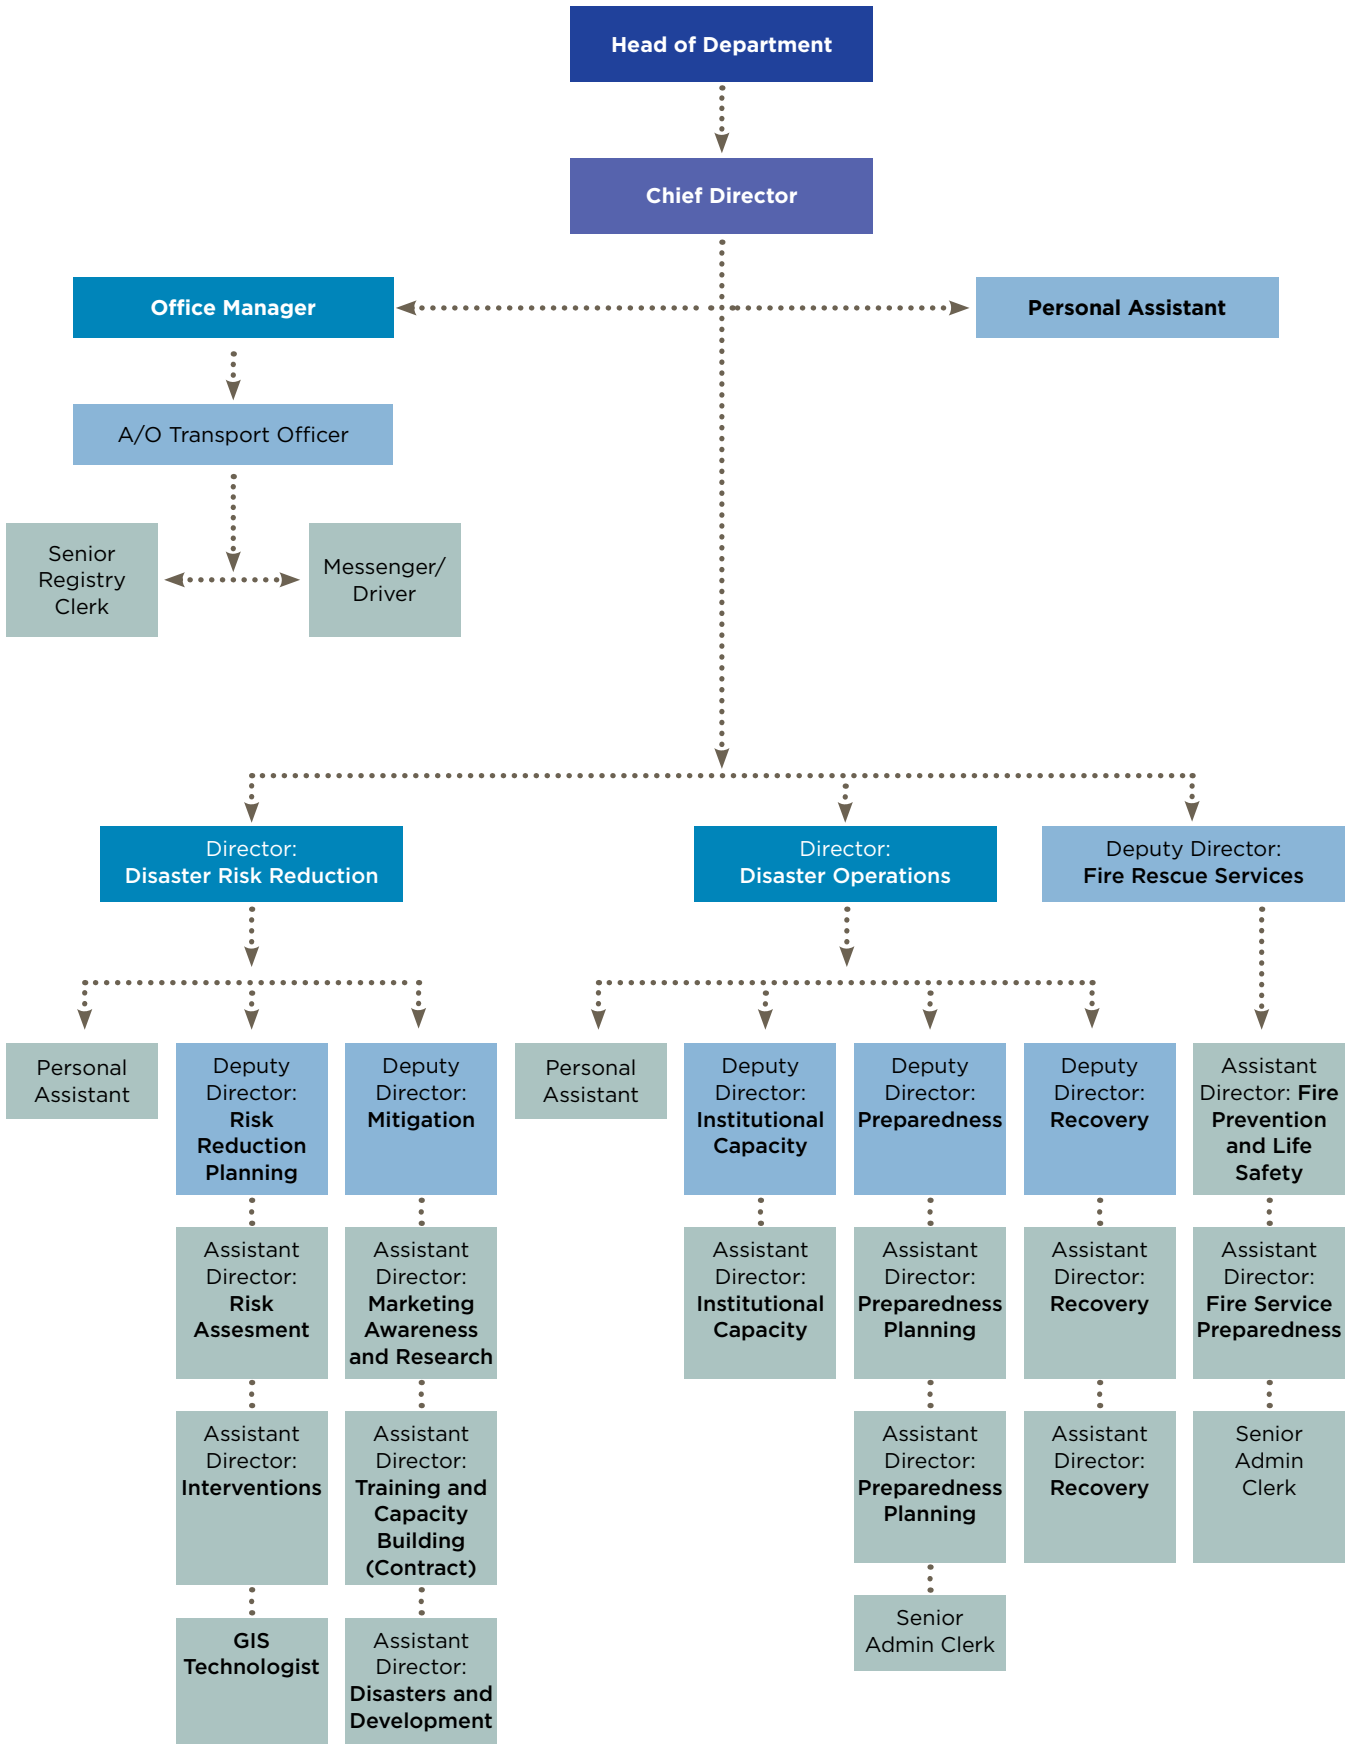 Head of Department
Chief Director
Office Manager
Personal Assistant
A/O Transport Officer
Senior
Registry
Clerk
Messenger/
Driver
Director:
Disaster Risk Reduction
Director:
Disaster Operations
Deputy Director:
Fire Rescue Services
Personal
Assistant
Deputy
Director:
Risk
Reduction
Planning
Deputy
Director:
Mitigation
Personal
Assistant
Deputy
Director:
Institutional
Capacity
Deputy
Director:
Preparedness
Deputy
Director:
Recovery
Assistant
Director: Fire
Prevention
and Life
Safety
Assistant
Director:
Risk
Assesment
Assistant
Director:
Marketing
Awareness
and Research
Assistant
Director:
Institutional
Capacity
Assistant
Director:
Preparedness
Planning
Assistant
Director:
Recovery
Assistant
Director:
Fire Service
Preparedness
Assistant
Director:
Interventions
Assistant
Director:
Training and
Capacity
Building
(Contract)
Assistant
Director:
Preparedness
Planning
Assistant
Director:
Recovery
Senior
Admin
Clerk
GIS
Technologist
Assistant
Director:
Disasters and
Development
Senior
Admin Clerk